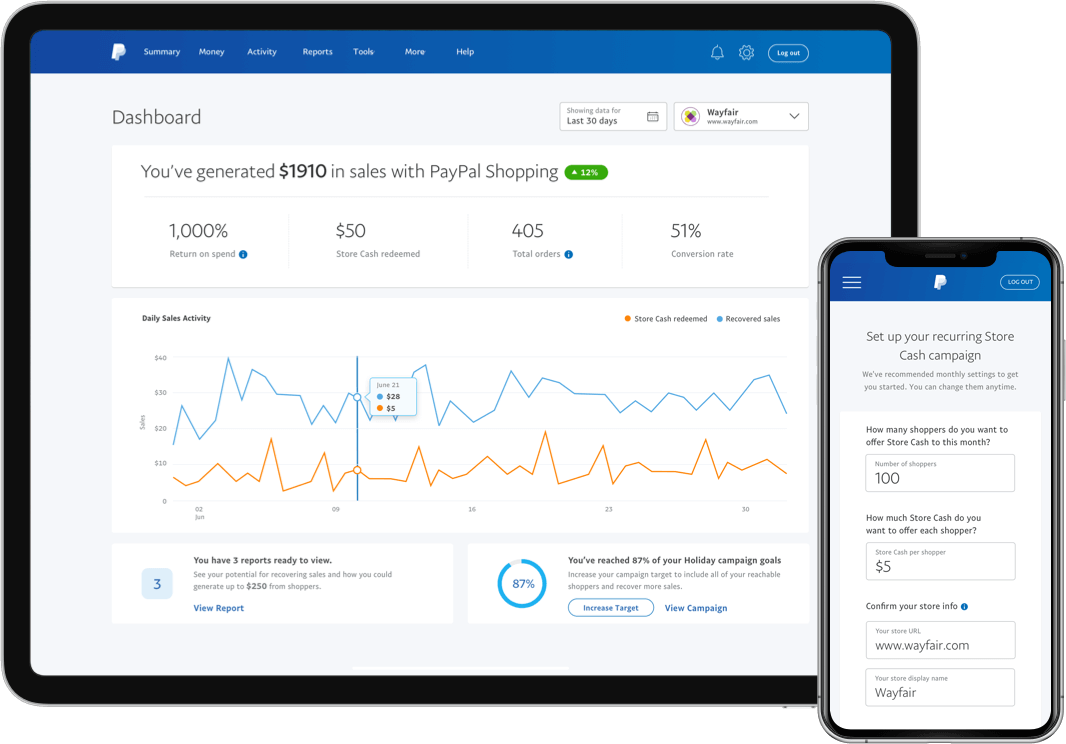 Summary Money Activity Reports Tools More Help Log out
Dashboard
Showing data for
Last 30 days
Wayfair
www.wayfair.com
You've generated $1910 in sales with PayPal Shopping 12%
1,000%
Return on spend
$50
Store Cash redeemed
405
Total orders
51%
Conversion rate
Daily Sales Activity
Store Cash redeemed Recovered sales
Sales
$40
$30
$20
$10
0
June 21
$28
$5
02 09 16 23 30
Jun
3
You have 3 reports ready to view.
See your potential for recovering sales and how you could
generate up to $250 from shoppers.
View Report
87%
You've reached 87% of your Holiday campaign goals
Increase your campaign target to include all of your reachable
shoppers and recover more sales.
Increase Target View Campaign
LOG OUT
Set up your recurring Store
Cash campaign
We've recommended monthly settings to get
you started. You can change them anytime.
How many shoppers do you want to
offer Store Cash to this month?
Number of shoppers
100
How much Store Cash do you
want to offer each shopper?
Store Cash per shopper
$5
Confirm your store info
Your store URL
www.wayfair.com
Your store display name
Wayfair